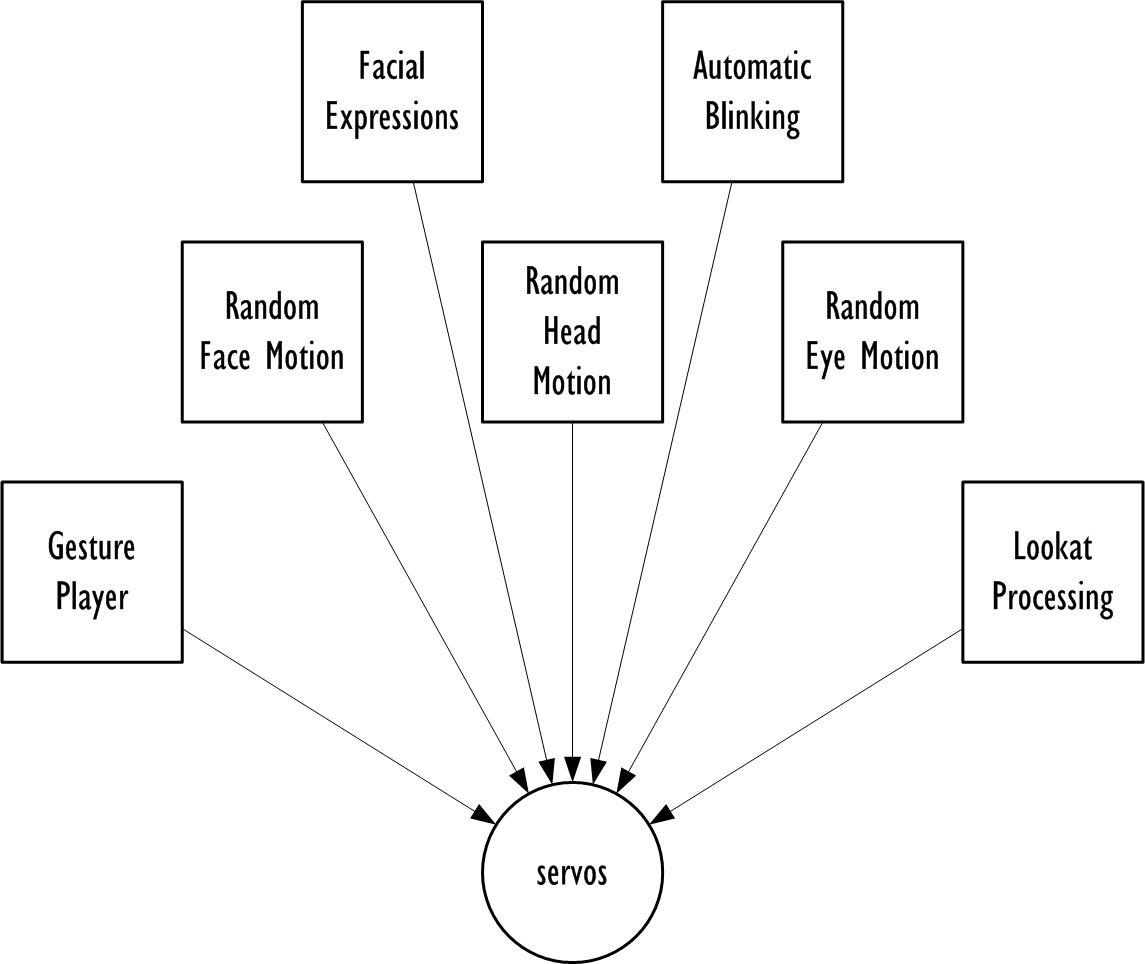 Facial
Expressions
Automatic
Blinking
Random
Face Motion
Random
Head
Motion
Random
Eye Motion
Gesture
Player
Lookat
Processing
servos